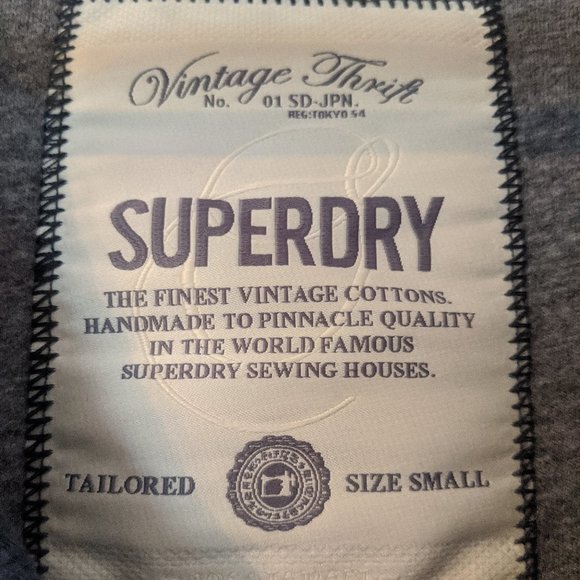 Vintage Thrift
No. 01 SD-JPN.
REG:TOKYO 54
SUPERDRY
THE FINEST VINTAGE COTTONS.
HANDMADE TO PINNACLE QUALITY
IN THE WORLD FAMOUS
SUPERDRY SEWING HOUSES.
TAILORED SIZE SMALL